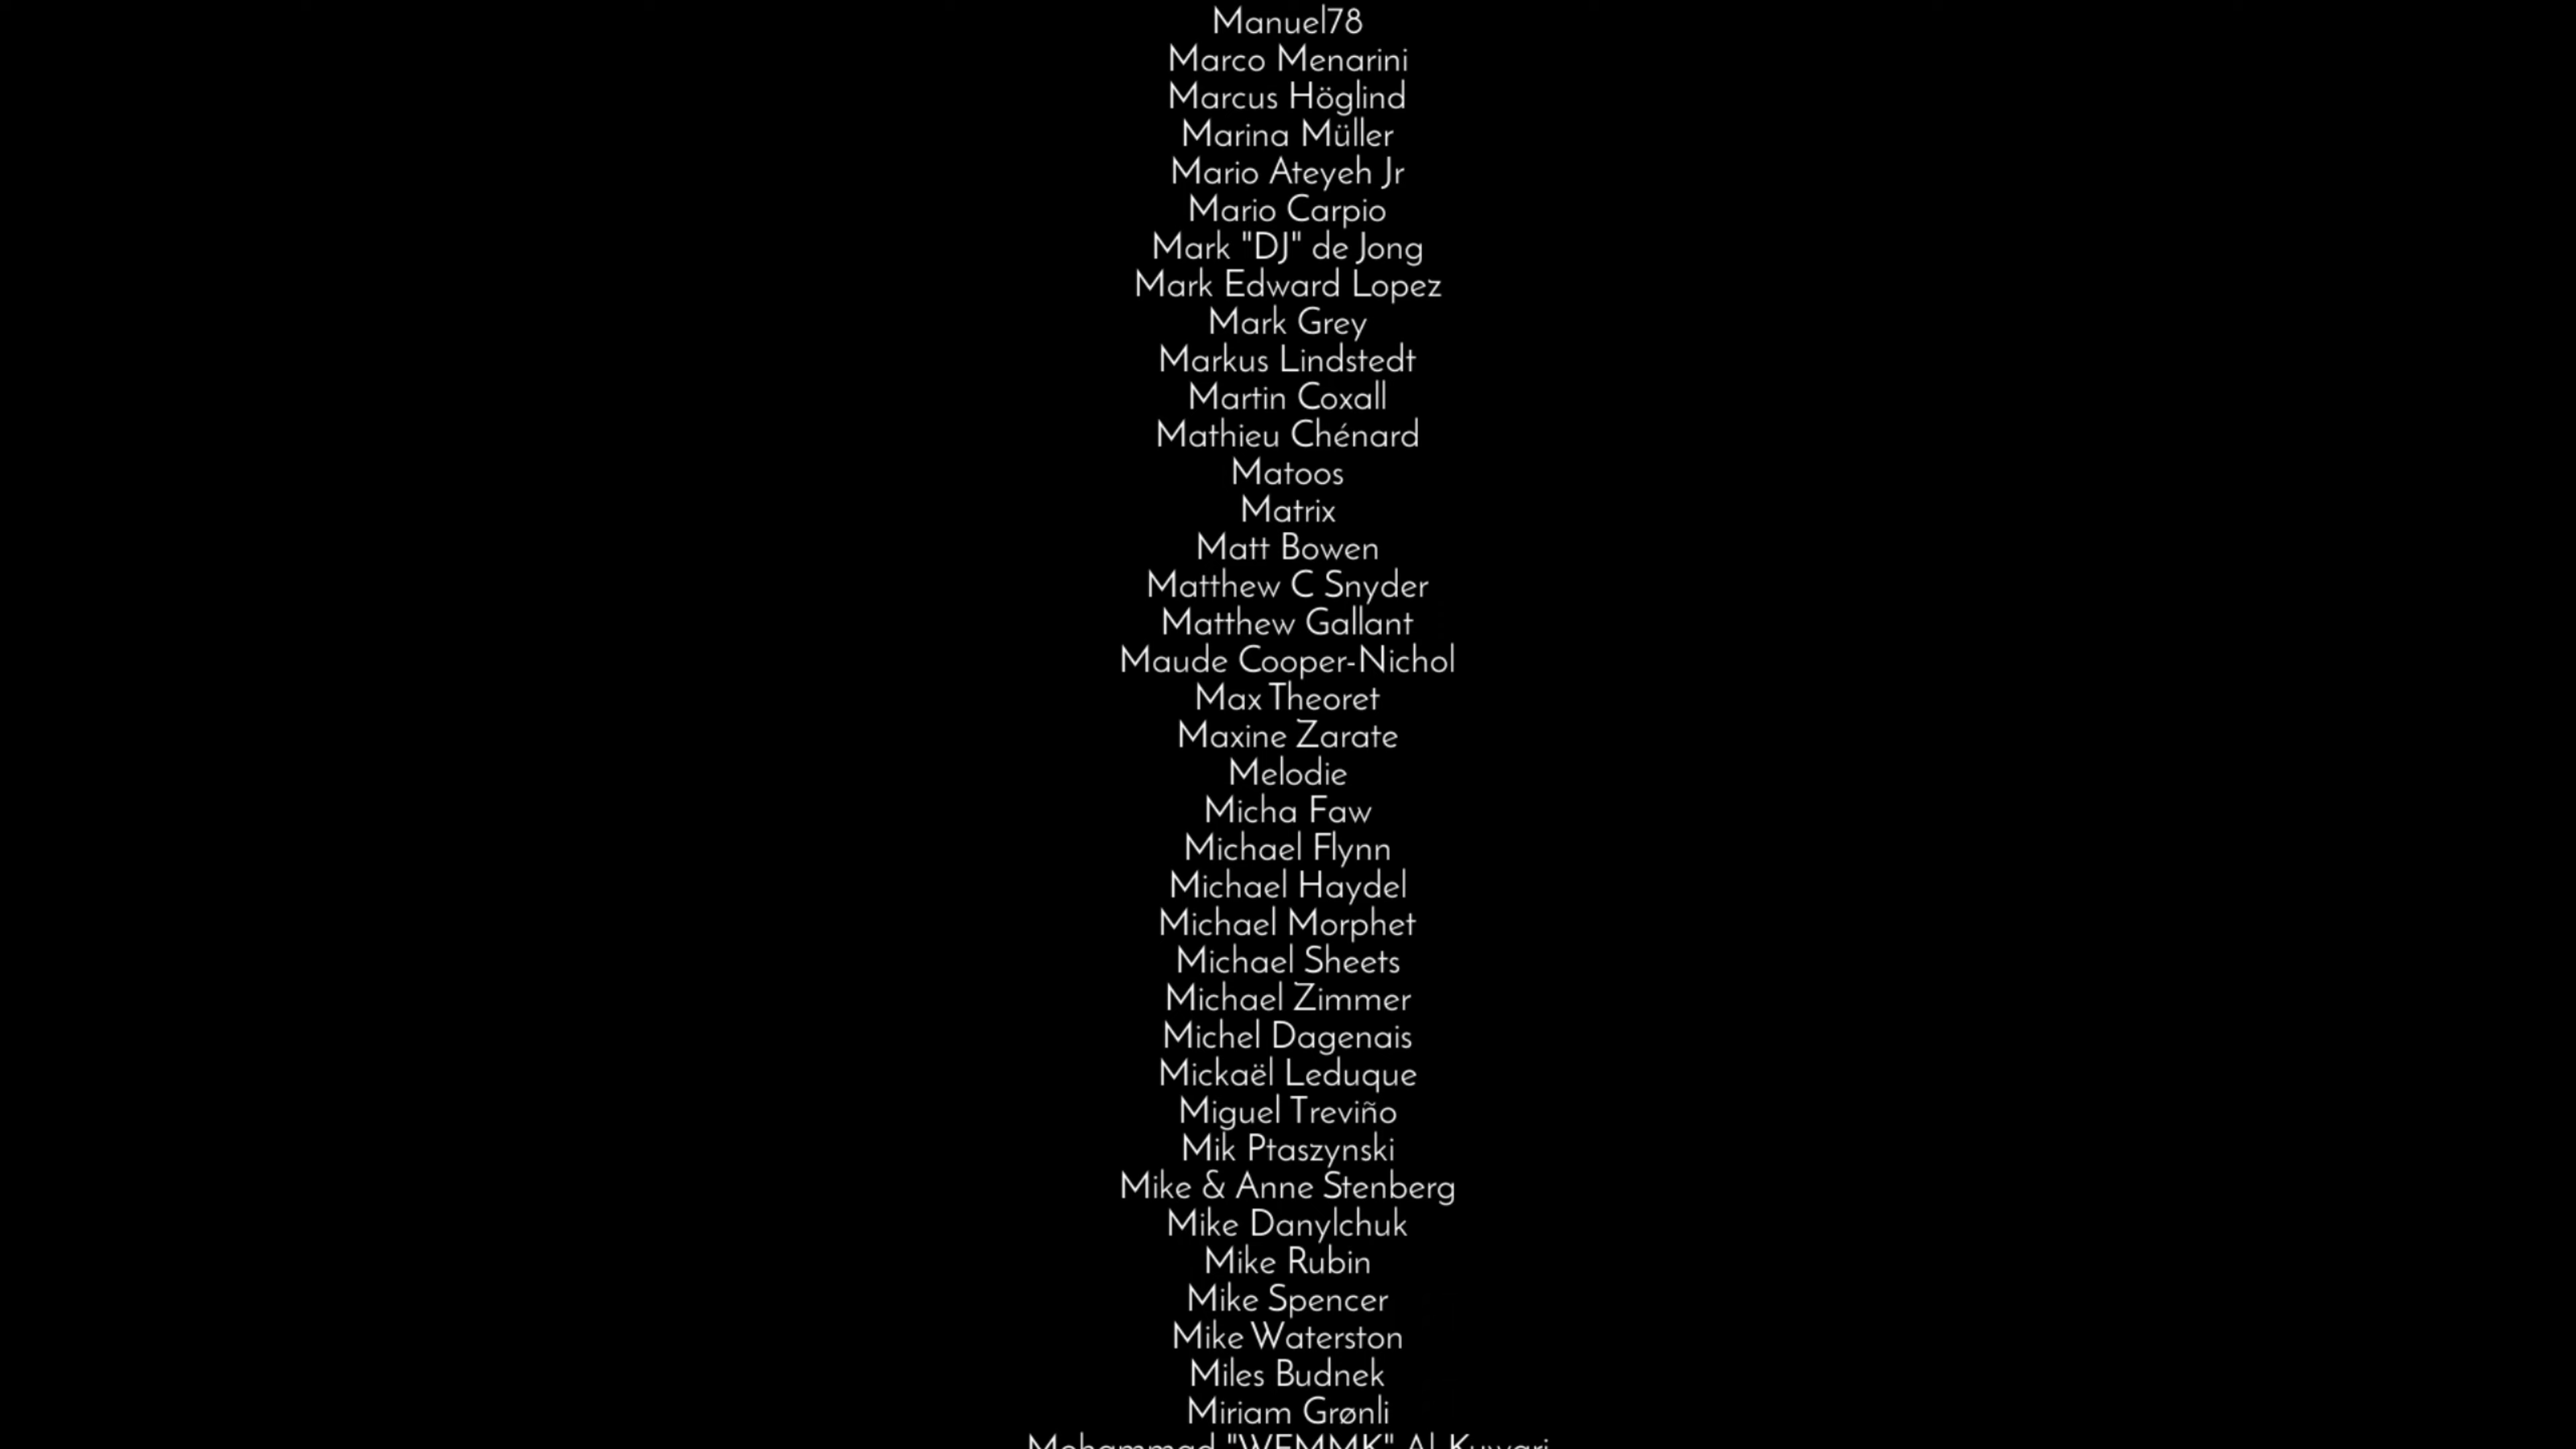 Manuel78
Marco Menarini
Marcus Höglind
Marina Müller
Mario Ateyeh Jr
Mario Carpio
Mark "DJ" de Jong
Mark Edward Lopez
Mark Grey
Markus Lindstedt
Martin Coxall
Mathieu Chénard
Matoos
Matrix
Matt Bowen
Matthew C Snyder
Matthew Gallant
Maude Cooper-Nichol
Max Theoret
Maxine Zarate
Melodie
Micha Faw
Michael Flynn
Michael Haydel
Michael Morphet
Michael Sheets
Michael Zimmer
Michel Dagenais
Mickaël Leduque
Miguel Treviño
Mik Ptaszynski
Mike & Anne Stenberg
Mike Danylchuk
Mike Rubin
Mike Spencer
Mike Waterston
Miles Budnek
Miriam Grønli
Mohammad